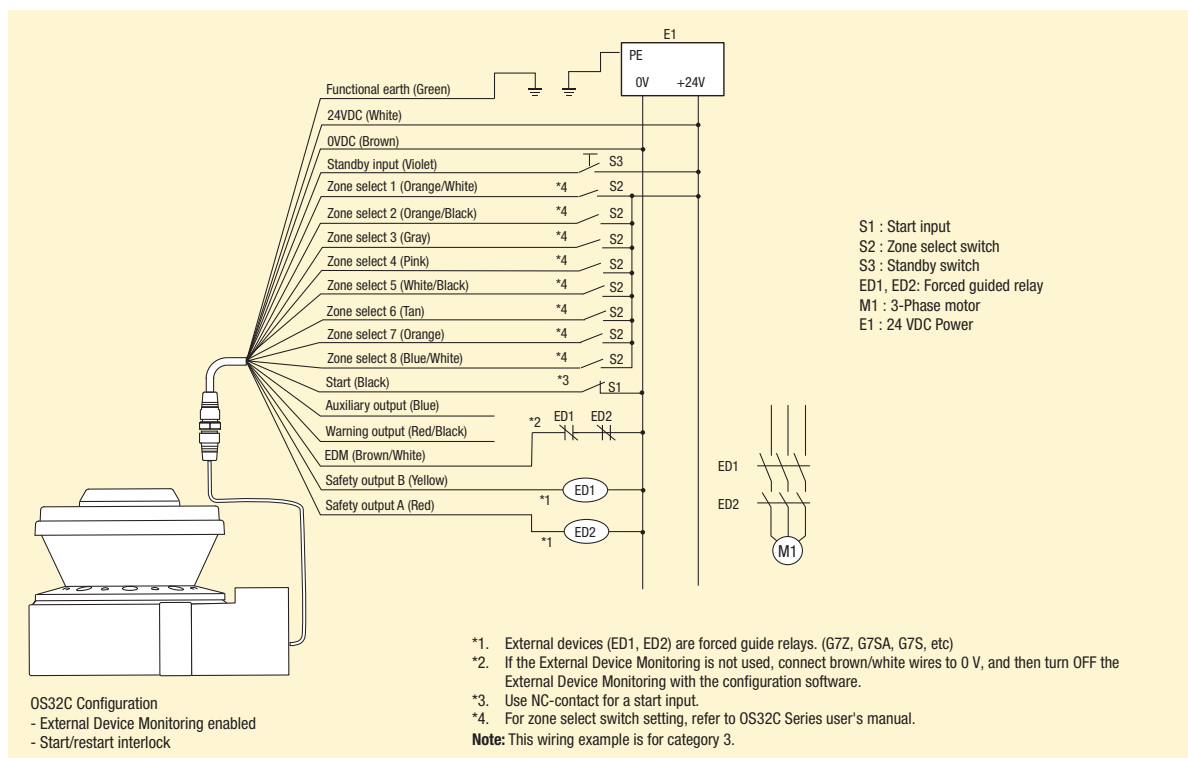 E1
PE
0V +24V
Functional earth (Green)
24VDC (White)
0VDC (Brown)
Standby input (Violet) S3
Zone select 1 (Orange/White) *4 S2
Zone select 2 (Orange/Black) *4 S2
Zone select 3 (Gray) *4 S2
Zone select 4 (Pink) *4 S2
Zone select 5 (White/Black) *4 S2
Zone select 6 (Tan) *4 S2
Zone select 7 (Orange) *4 S2
Zone select 8 (Blue/White) *4 S2
Start (Black) *3 S1
Auxiliary output (Blue)
Warning output (Red/Black) *2 ED1 ED2
EDM (Brown/White)
Safety output B (Yellow) *1 ED1
Safety output A (Red) *1 ED2
S1 : Start input
S2 : Zone select switch
S3 : Standby switch
ED1, ED2: Forced guided relay
M1 : 3-Phase motor
E1 : 24 VDC Power
ED1
ED2
M1
OS32C Configuration
- External Device Monitoring enabled
- Start/restart interlock
*1. External devices (ED1, ED2) are forced guide relays. (G7Z, G7SA, G7S, etc)
*2. If the External Device Monitoring is not used, connect brown/white wires to 0 V, and then turn OFF the
External Device Monitoring with the configuration software.
*3. Use NC-contact for a start input.
*4. For zone select switch setting, refer to OS32C Series user's manual.
Note: This wiring example is for category 3.